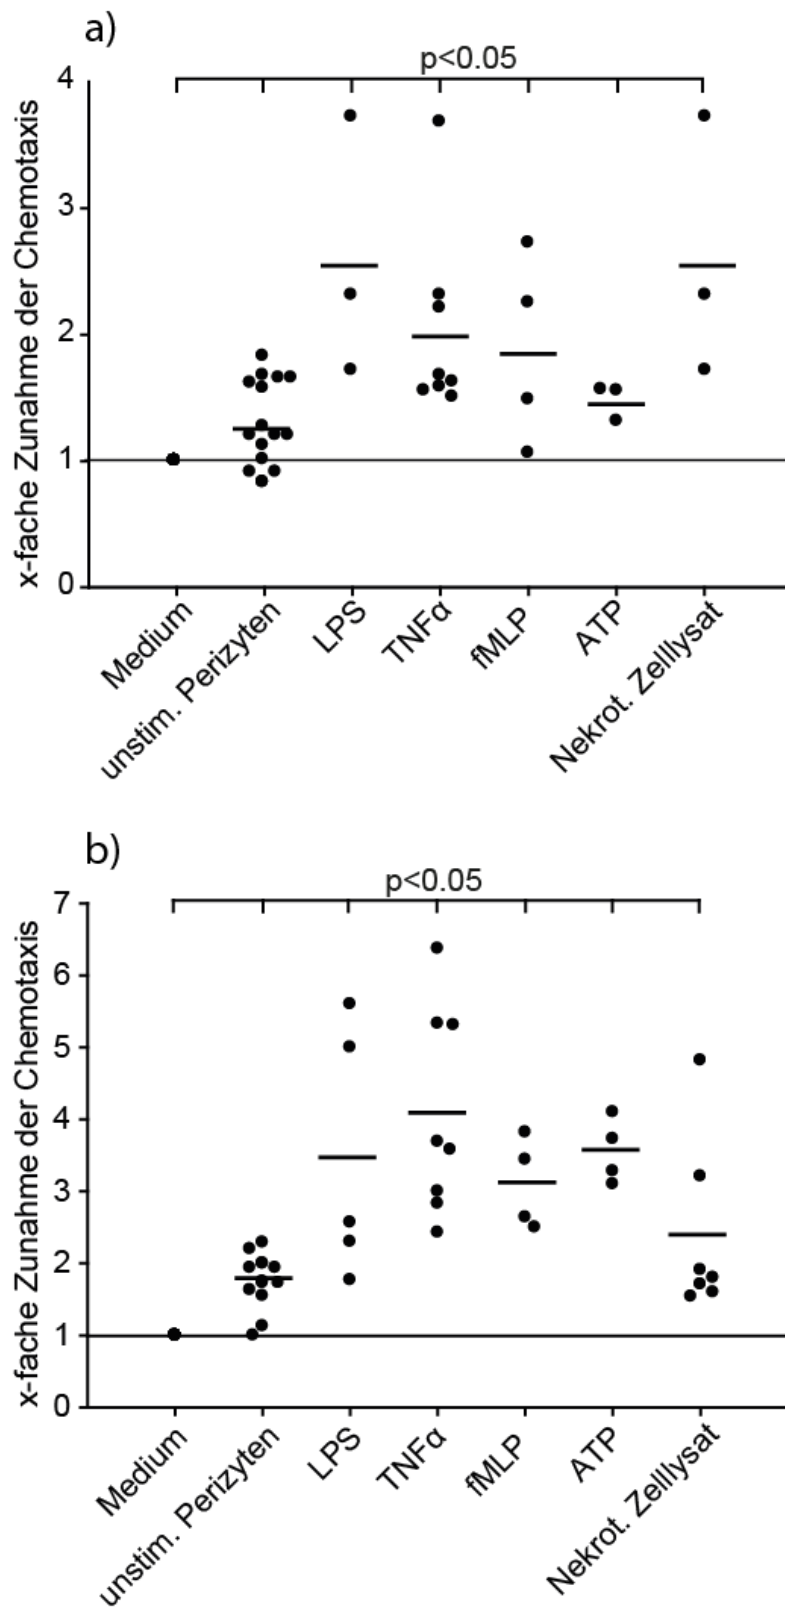 a)
p<0.05
x-fache Zunahme der Chemotaxis
4
3
2
1
0
Medium
unstim. Perizyten
LPS
TNFα
fMLP
ATP
Nekrot. Zelllysat
b)
p<0.05
x-fache Zunahme der Chemotaxis
7
6
5
4
3
2
1
0
Medium
unstim. Perizyten
LPS
TNFα
fMLP
ATP
Nekrot. Zelllysat